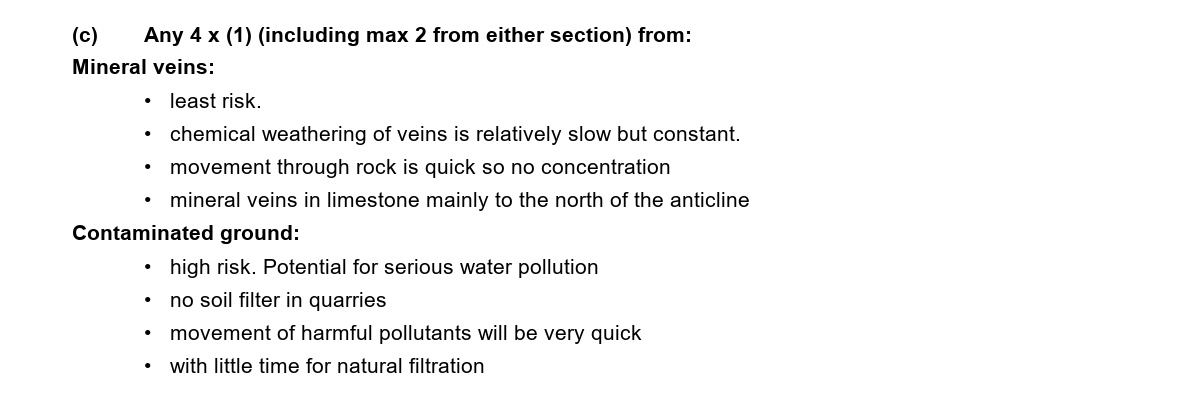 (c) Any 4 x (1) (including max 2 from either section) from:
Mineral veins:
• least risk.
• chemical weathering of veins is relatively slow but constant.
• movement through rock is quick so no concentration
• mineral veins in limestone mainly to the north of the anticline
Contaminated ground:
• high risk. Potential for serious water pollution
• no soil filter in quarries
• movement of harmful pollutants will be very quick
• with little time for natural filtration